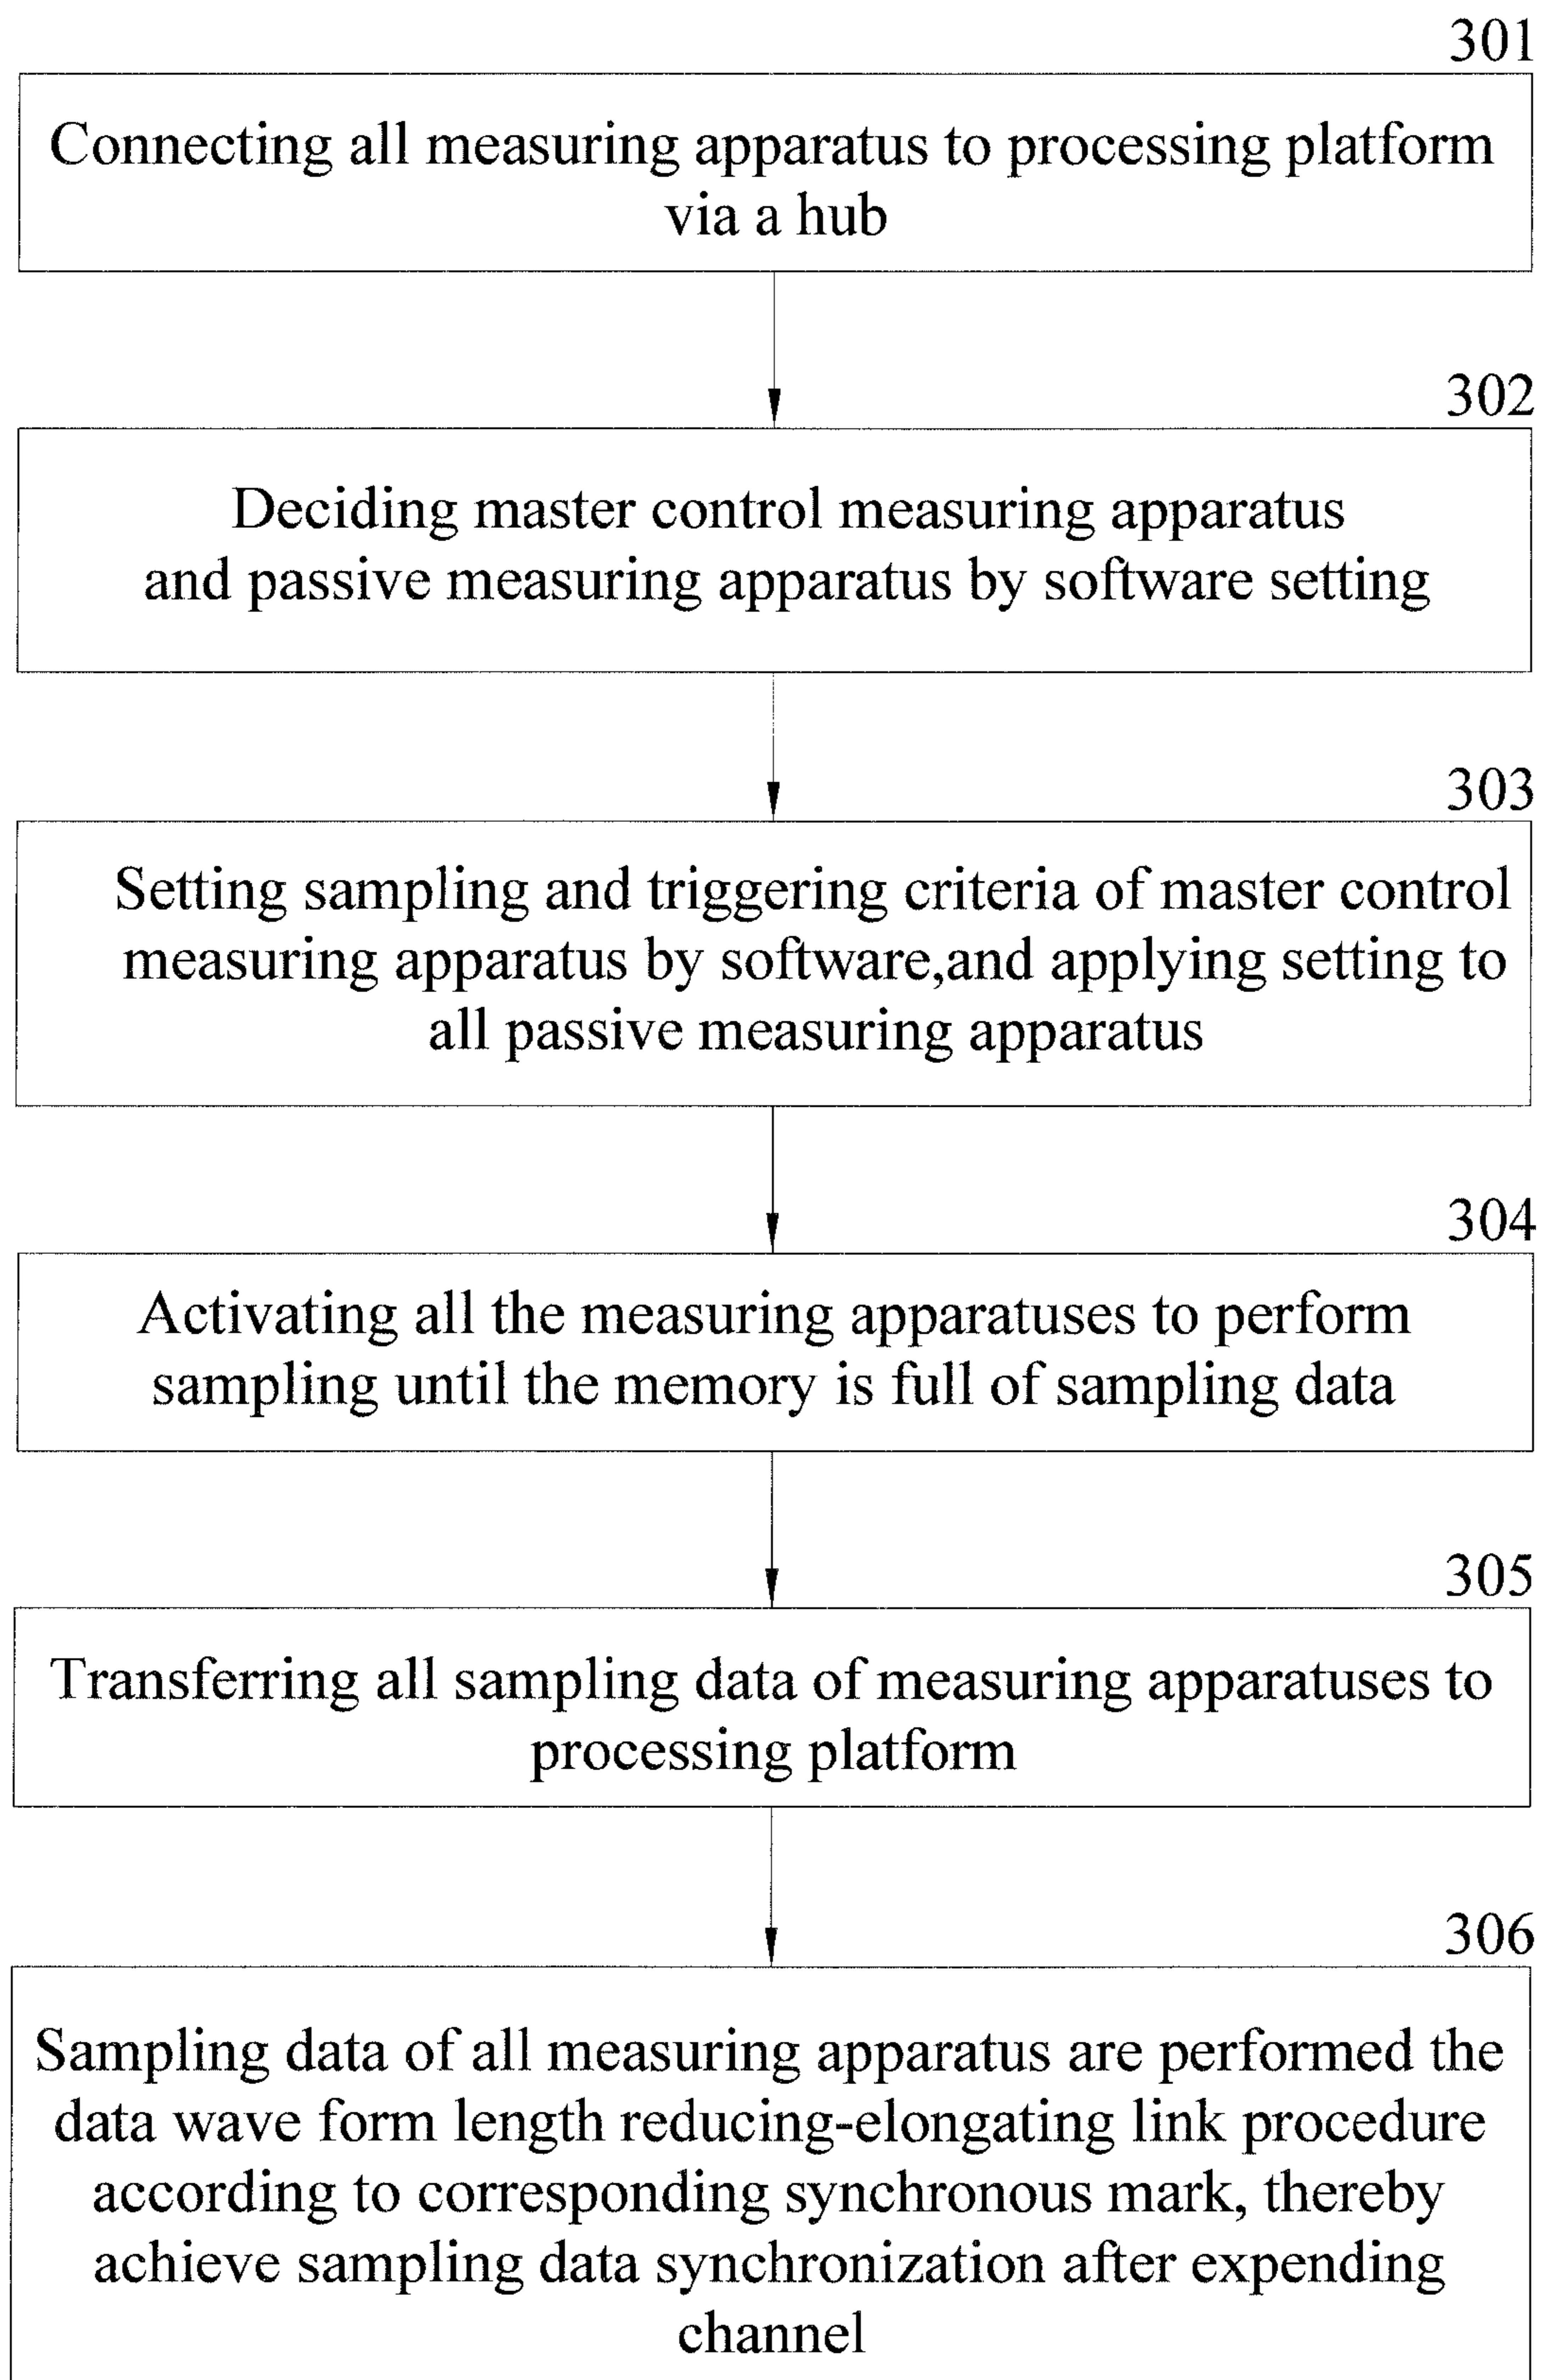 301
Connecting all measuring apparatus to processing platform
via a hub
302
Deciding master control measuring apparatus
and passive measuring apparatus by software setting
303
Setting sampling and triggering criteria of master control
measuring apparatus by software,and applying setting to
all passive measuring apparatus
304
Activating all the measuring apparatuses to perform
sampling until the memory is full of sampling data
305
Transferring all sampling data of measuring apparatuses to
processing platform
306
Sampling data of all measuring apparatus are performed the
data wave form length reducing-elongating link procedure
according to corresponding synchronous mark, thereby
achieve sampling data synchronization after expending
channel